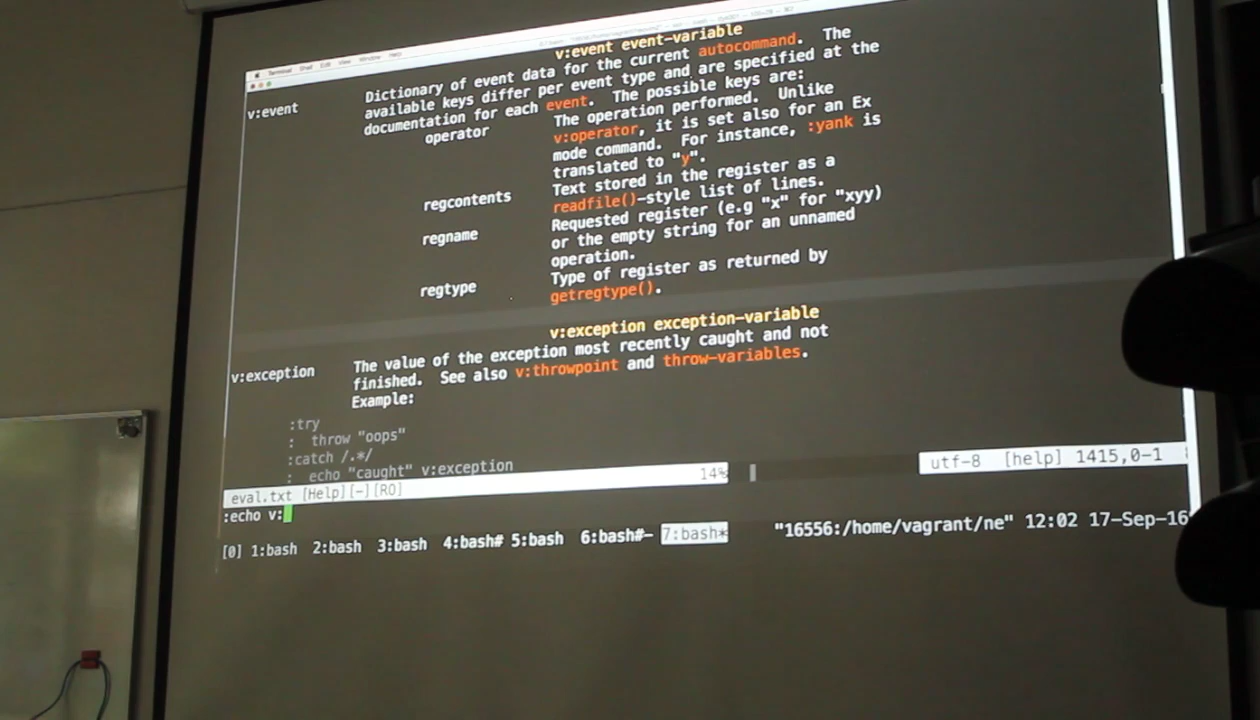 Terminal Shell Edit View Window Help
v:event event-variable
v:event Dictionary of event data for the current autocommand. The
available keys differ per event type and are specified at the
documentation for each event. The possible keys are:
operator The operation performed. Unlike
v:operator, it is set also for an Ex
mode command. For instance, :yank is
translated to "y".
regcontents Text stored in the register as a
readfile()-style list of lines.
regname Requested register (e.g "x" for "xyy)
or the empty string for an unnamed
operation.
regtype Type of register as returned by
getregtype().
v:exception exception-variable
v:exception The value of the exception most recently caught and not
finished. See also v:throwpoint and throw-variables.
Example:
:try
: throw "oops"
:catch /.*/
: echo "caught" v:exception
eval.txt [Help][-][RO] 14% utf-8 [help] 1415,0-1
:echo v:
[0] 1:bash 2:bash 3:bash 4:bash# 5:bash 6:bash#- 7:bash* "16556:/home/vagrant/ne" 12:02 17-Sep-16